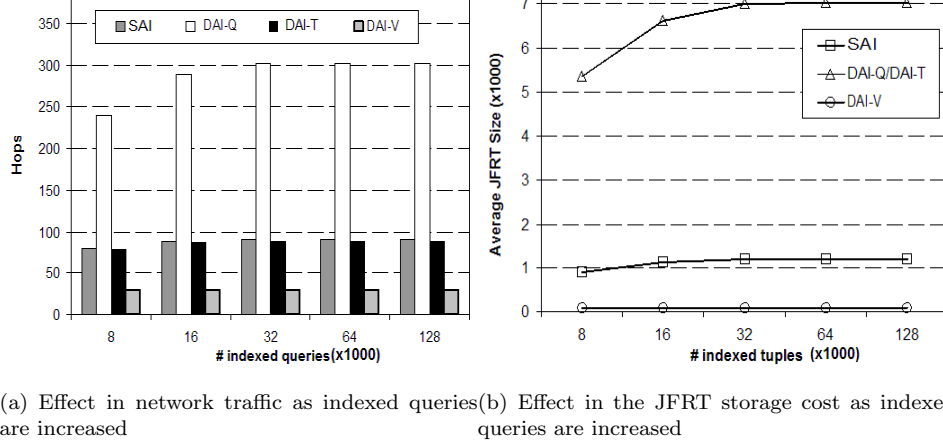 350
300
250
200
150
100
50
0
Hops
SAI DAI-Q DAI-T DAI-V
8 16 32 64 128
# indexed queries(x1000)
7
6
5
4
3
2
1
0
Average JFRT Size (x1000)
SAI
DAI-Q/DAI-T
DAI-V
8 16 32 64 128
# indexed tuples (x1000)
(a) Effect in network traffic as indexed queries
are increased
(b) Effect in the JFRT storage cost as indexe
queries are increased